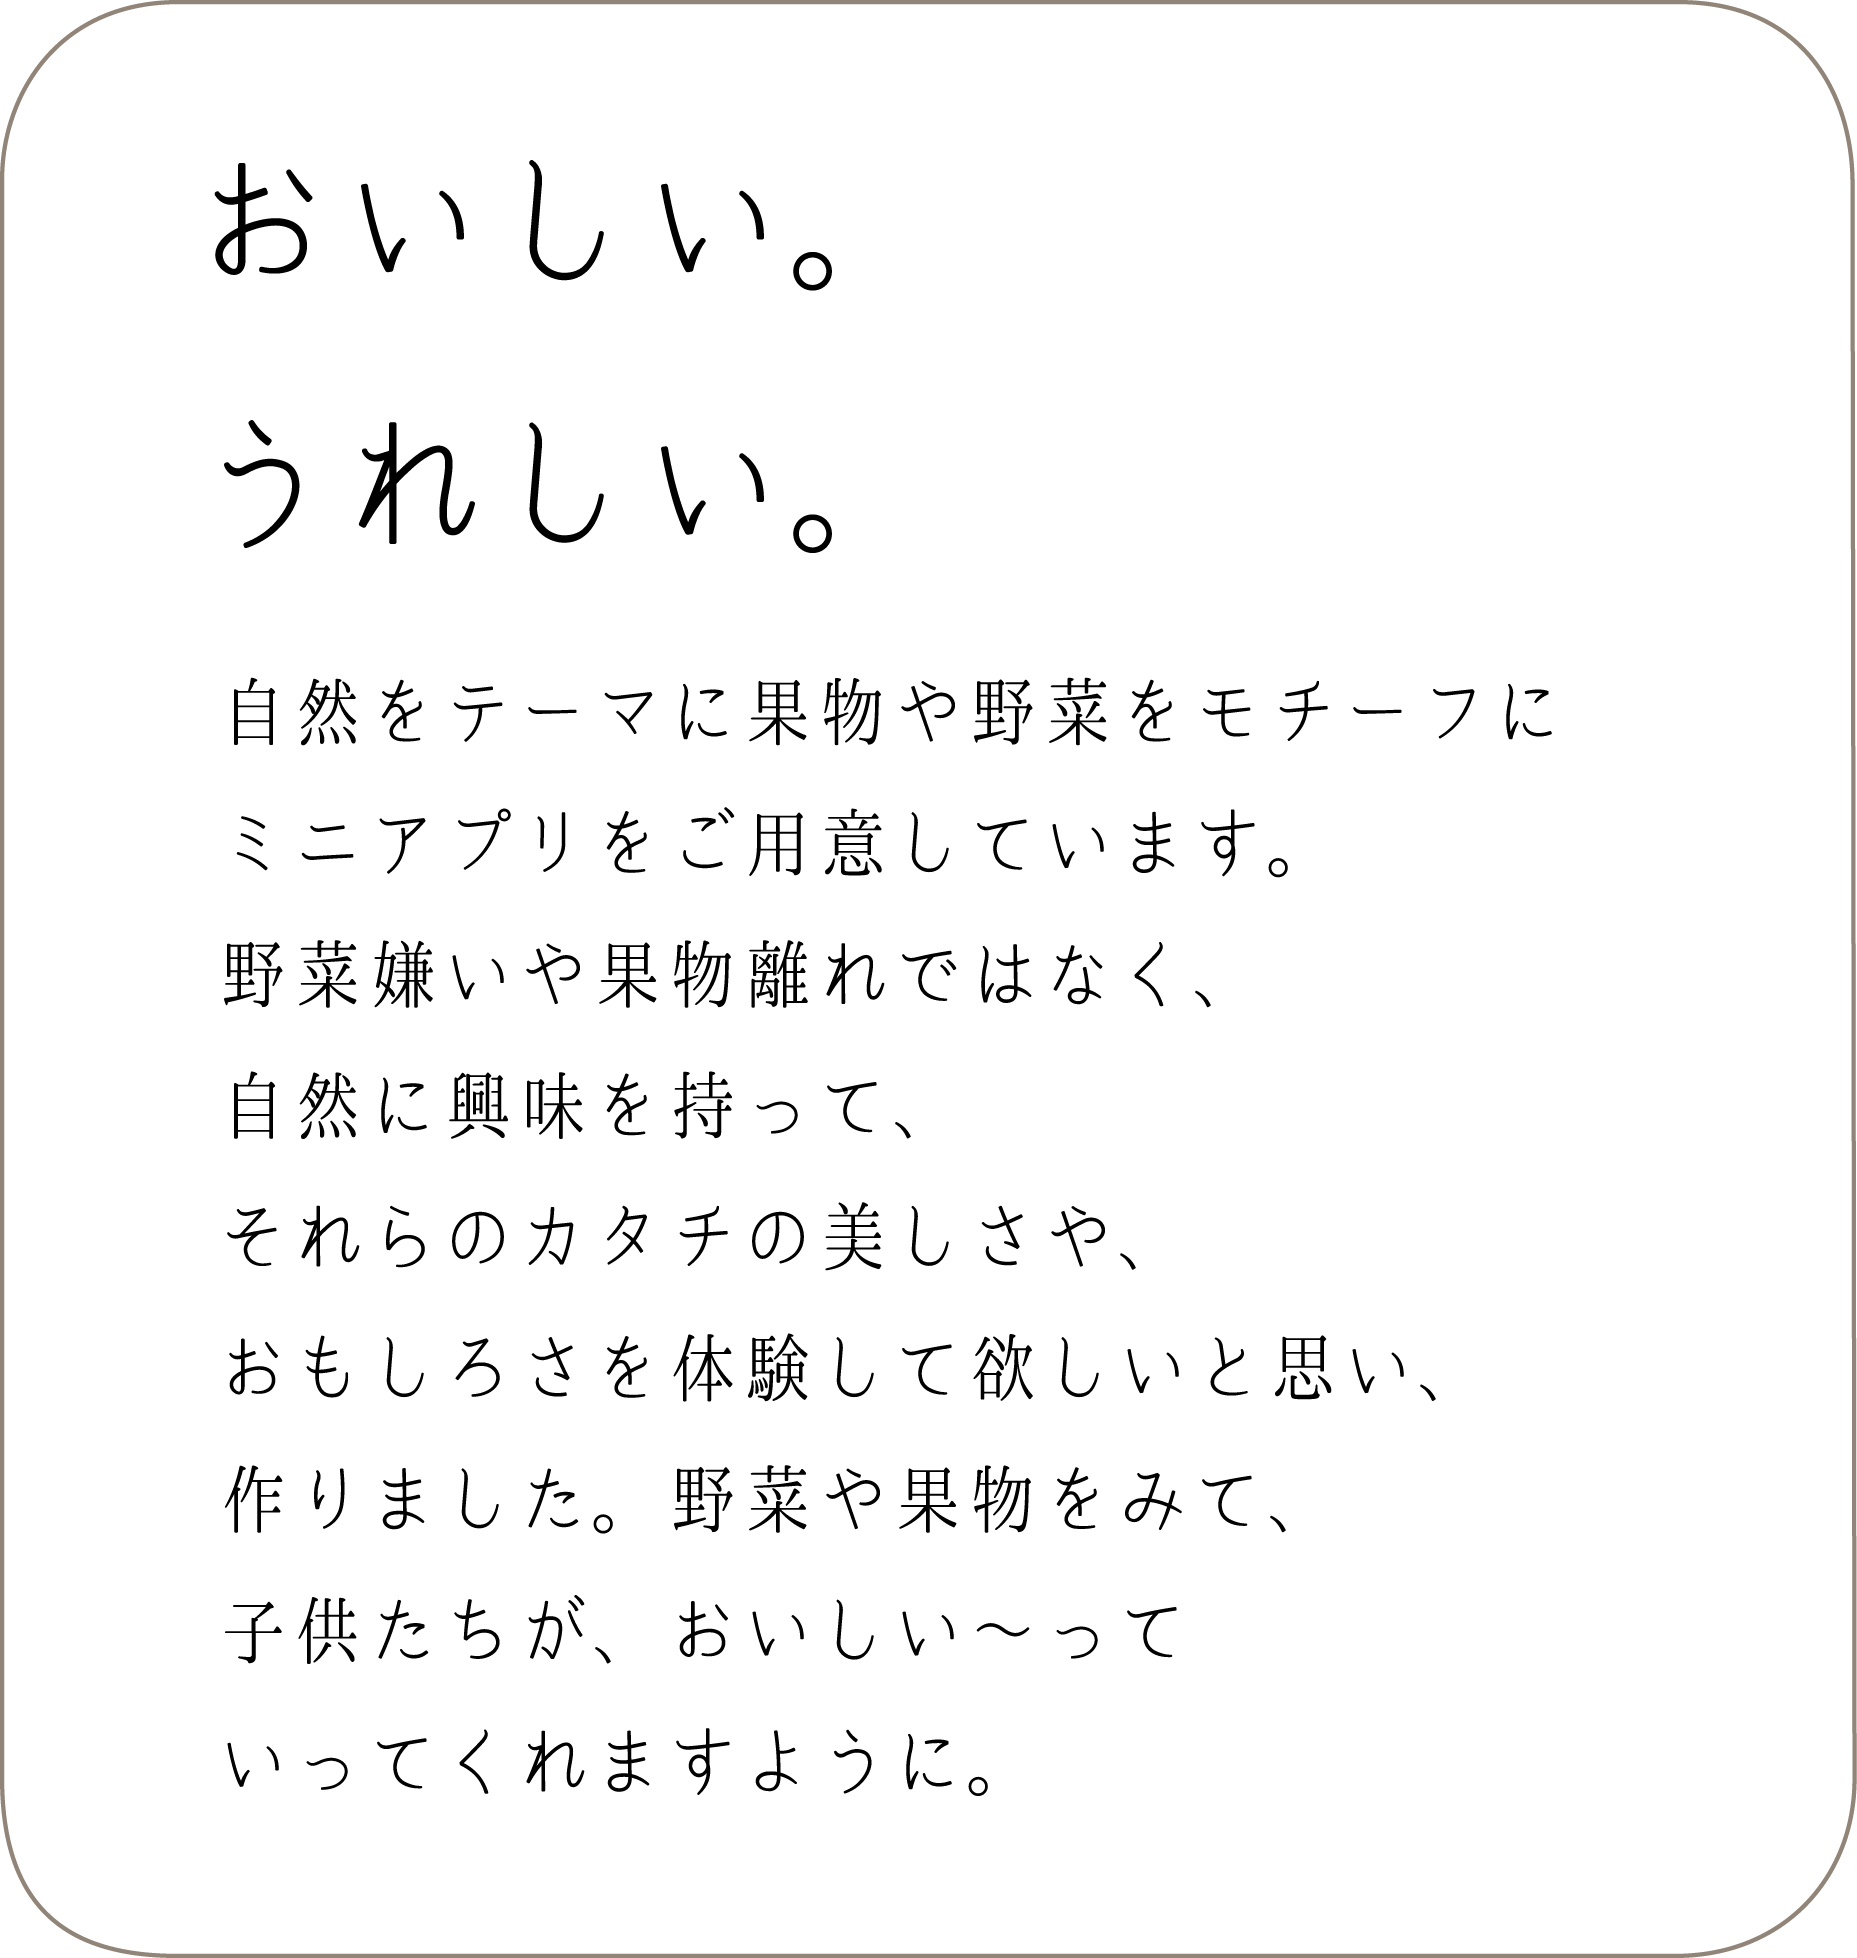 おいしい。
うれしい。
自然をテーマに果物や野菜をモチーフに
ミニアプリをご用意しています。
野菜嫌いや果物離れではなく、
自然に興味を持って、
それらのカタチの美しさや、
おもしろさを体験して欲しいと思い、
作りました。野菜や果物をみて、
子供たちが、おいしい〜って
いってくれますように。